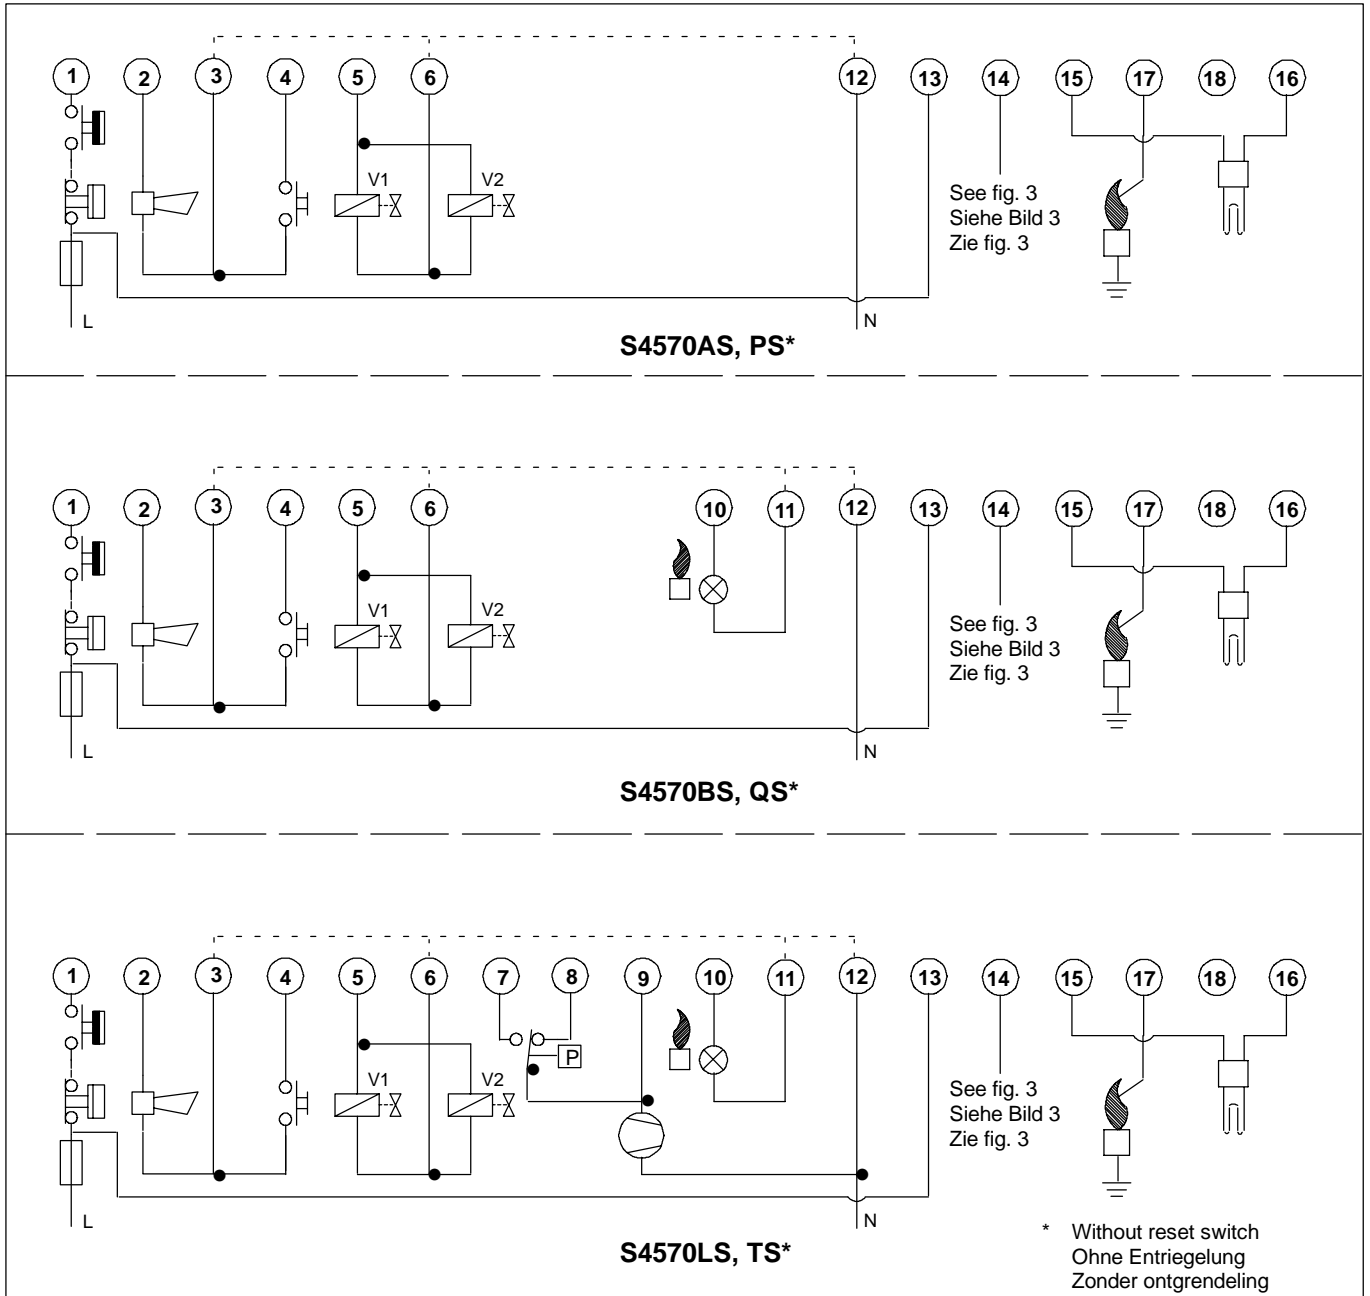 1 2 3 4 5 6 12 13 14 15 17 18 16
V1 V2
See fig. 3
Siehe Bild 3
Zie fig. 3
L N
S4570AS, PS*
1 2 3 4 5 6 10 11 12 13 14 15 17 18 16
V1 V2
See fig. 3
Siehe Bild 3
Zie fig. 3
L N
S4570BS, QS*
1 2 3 4 5 6 7 8 9 10 11 12 13 14 15 17 18 16
P
V1 V2
See fig. 3
Siehe Bild 3
Zie fig. 3
L N
S4570LS, TS*
* Without reset switch
Ohne Entriegelung
Zonder ontgrendeling